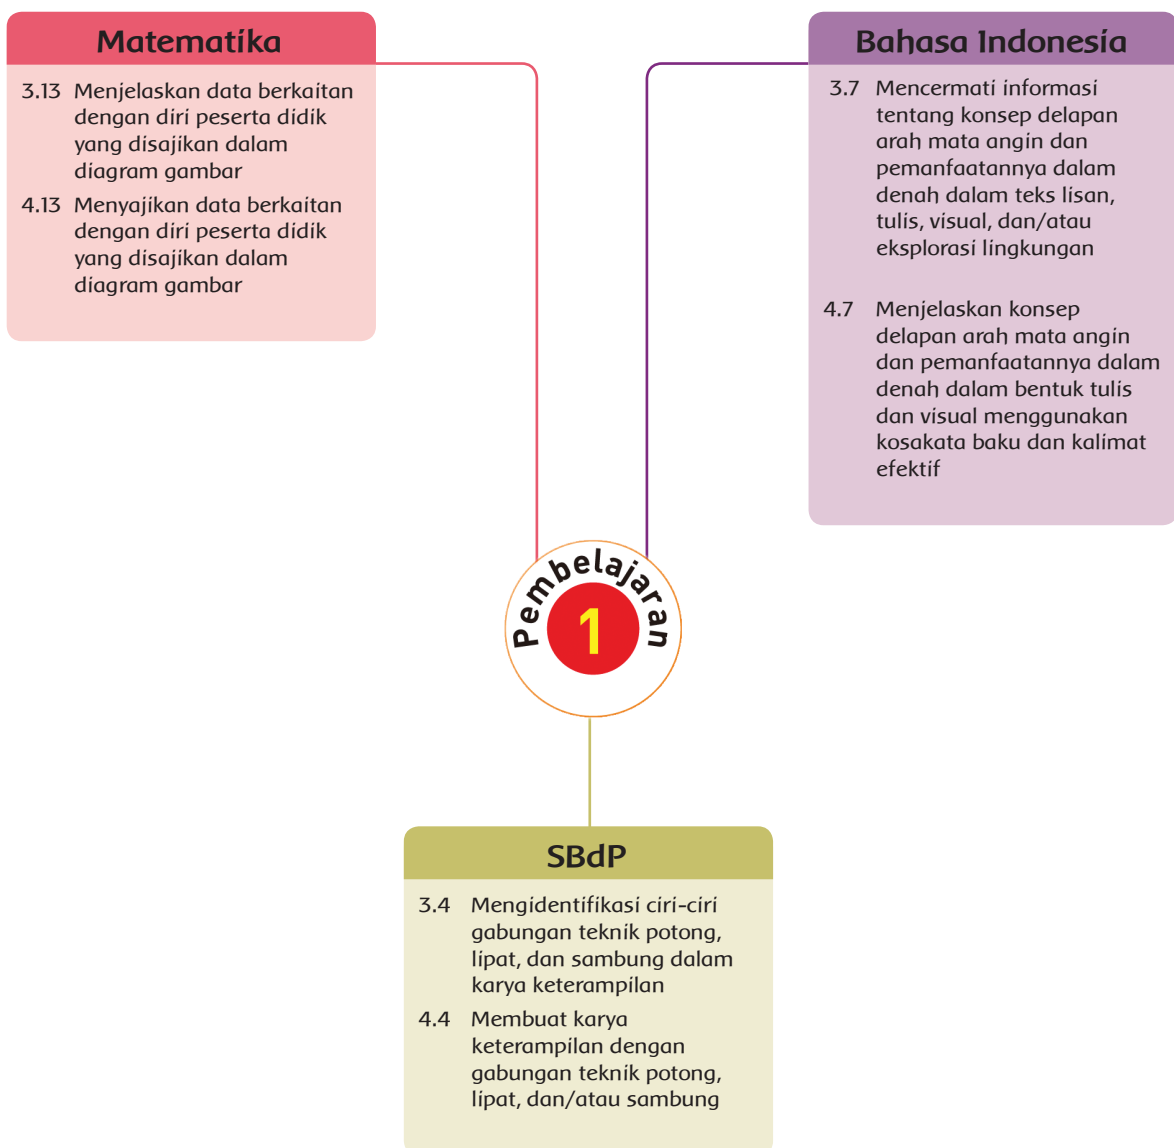 Matematika
3.13 Menjelaskan data berkaitan
dengan diri peserta didik
yang disajikan dalam
diagram gambar
4.13 Menyajikan data berkaitan
dengan diri peserta didik
yang disajikan dalam
diagram gambar
Bahasa Indonesia
3.7 Mencermati informasi
tentang konsep delapan
arah mata angin dan
pemanfaatannya dalam
denah dalam teks lisan,
tulis, visual, dan/atau
eksplorasi lingkungan
4.7 Menjelaskan konsep
delapan arah mata angin
dan pemanfaatannya dalam
denah dalam bentuk tulis
dan visual menggunakan
kosakata baku dan kalimat
efektif
Pembelajaran
1
SBdP
3.4 Mengidentifikasi ciri-ciri
gabungan teknik potong,
lipat, dan sambung dalam
karya keterampilan
4.4 Membuat karya
keterampilan dengan
gabungan teknik potong,
lipat, dan/atau sambung